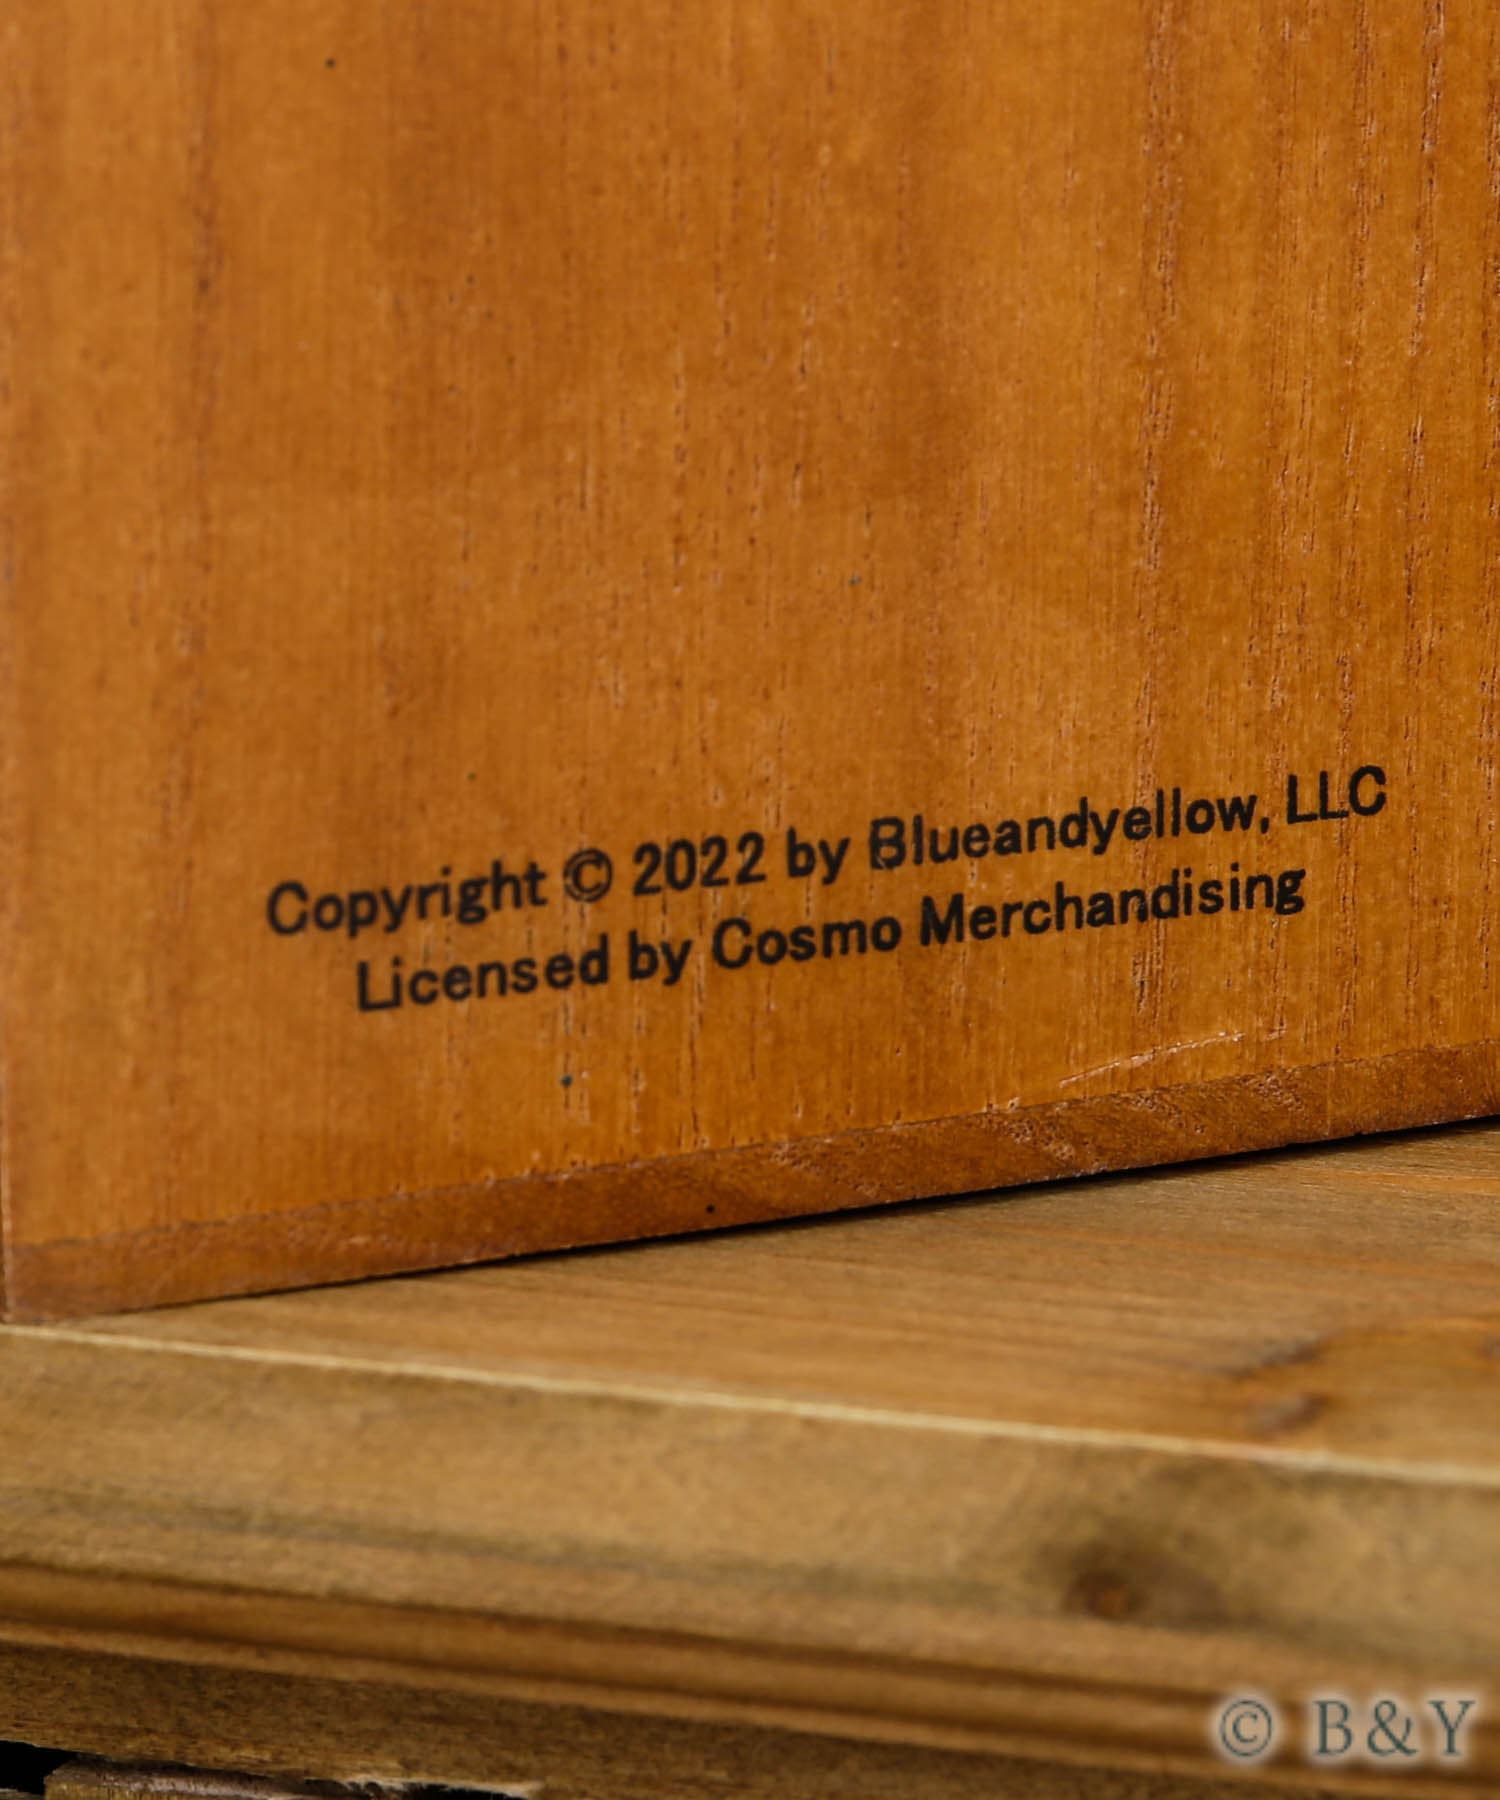 Copyright © 2022 by Blueandyellow, LLC
Licensed by Cosmo Merchandising
© B&Y